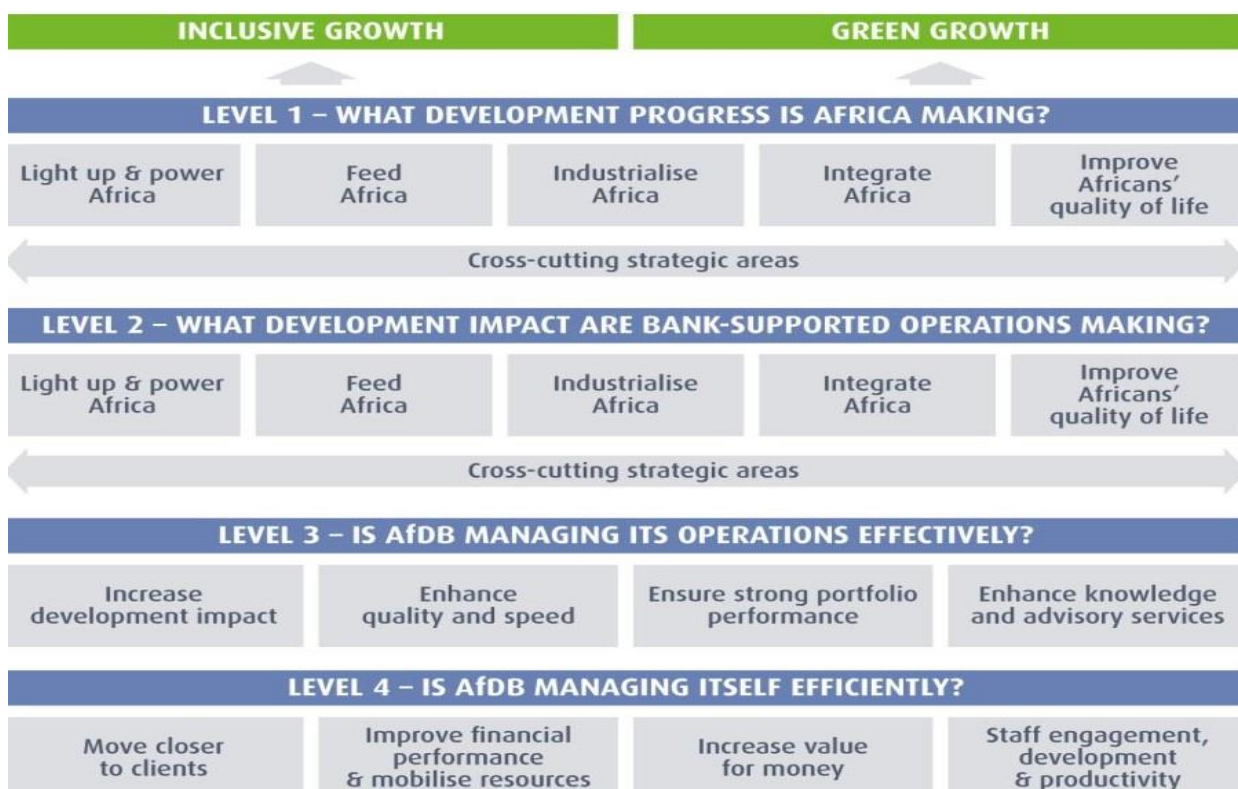 INCLUSIVE GROWTH
GREEN GROWTH
LEVEL 1 – WHAT DEVELOPMENT PROGRESS IS AFRICA MAKING?
Light up & power
Africa
Feed
Africa
Industrialise
Africa
Integrate
Africa
Improve
Africans’
quality of life
Cross-cutting strategic areas
LEVEL 2 – WHAT DEVELOPMENT IMPACT ARE BANK-SUPPORTED OPERATIONS MAKING?
Light up & power
Africa
Feed
Africa
Industrialise
Africa
Integrate
Africa
Improve
Africans’
quality of life
Cross-cutting strategic areas
LEVEL 3 – IS AfDB MANAGING ITS OPERATIONS EFFECTIVELY?
Increase
development impact
Enhance
quality and speed
Ensure strong portfolio
performance
Enhance knowledge
and advisory services
LEVEL 4 – IS AfDB MANAGING ITSELF EFFICIENTLY?
Move closer
to clients
Improve financial
performance
& mobilise resources
Increase value
for money
Staff engagement,
development
& productivity